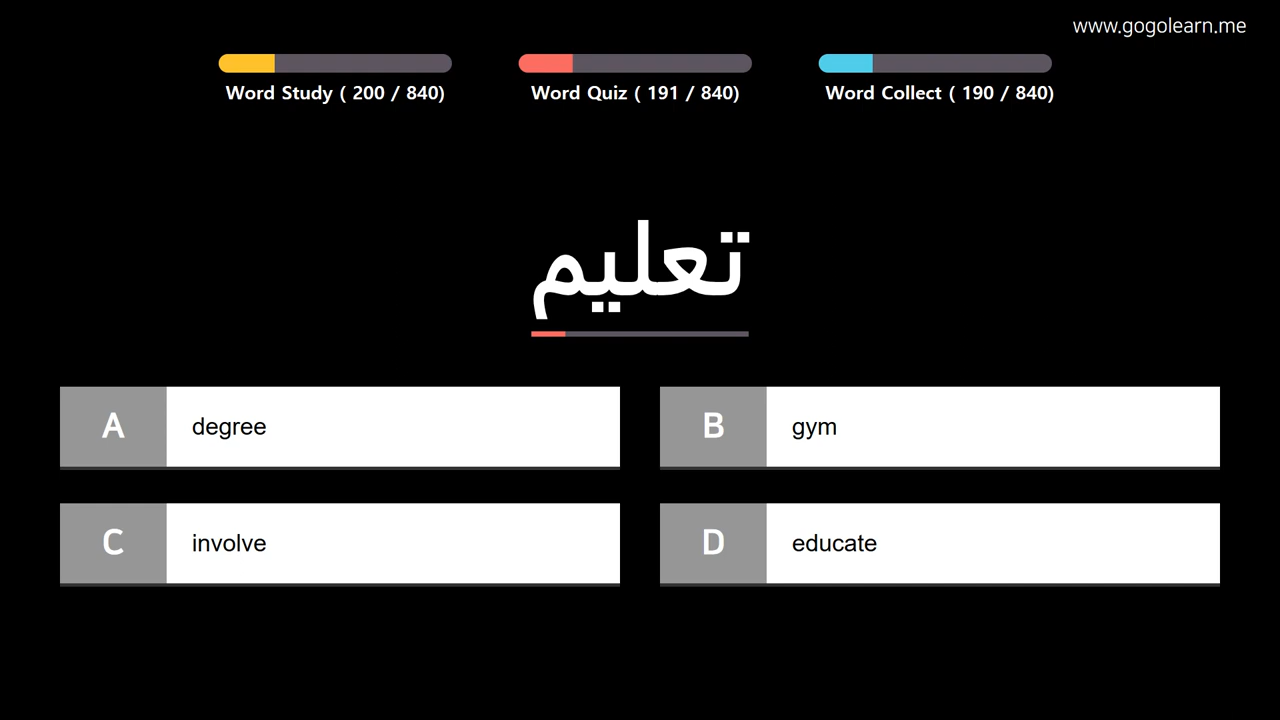 www.gogolearn.me
Word Study ( 200 / 840)
Word Quiz ( 191 / 840)
Word Collect ( 190 / 840)
تعليم
A degree
B gym
C involve
D educate